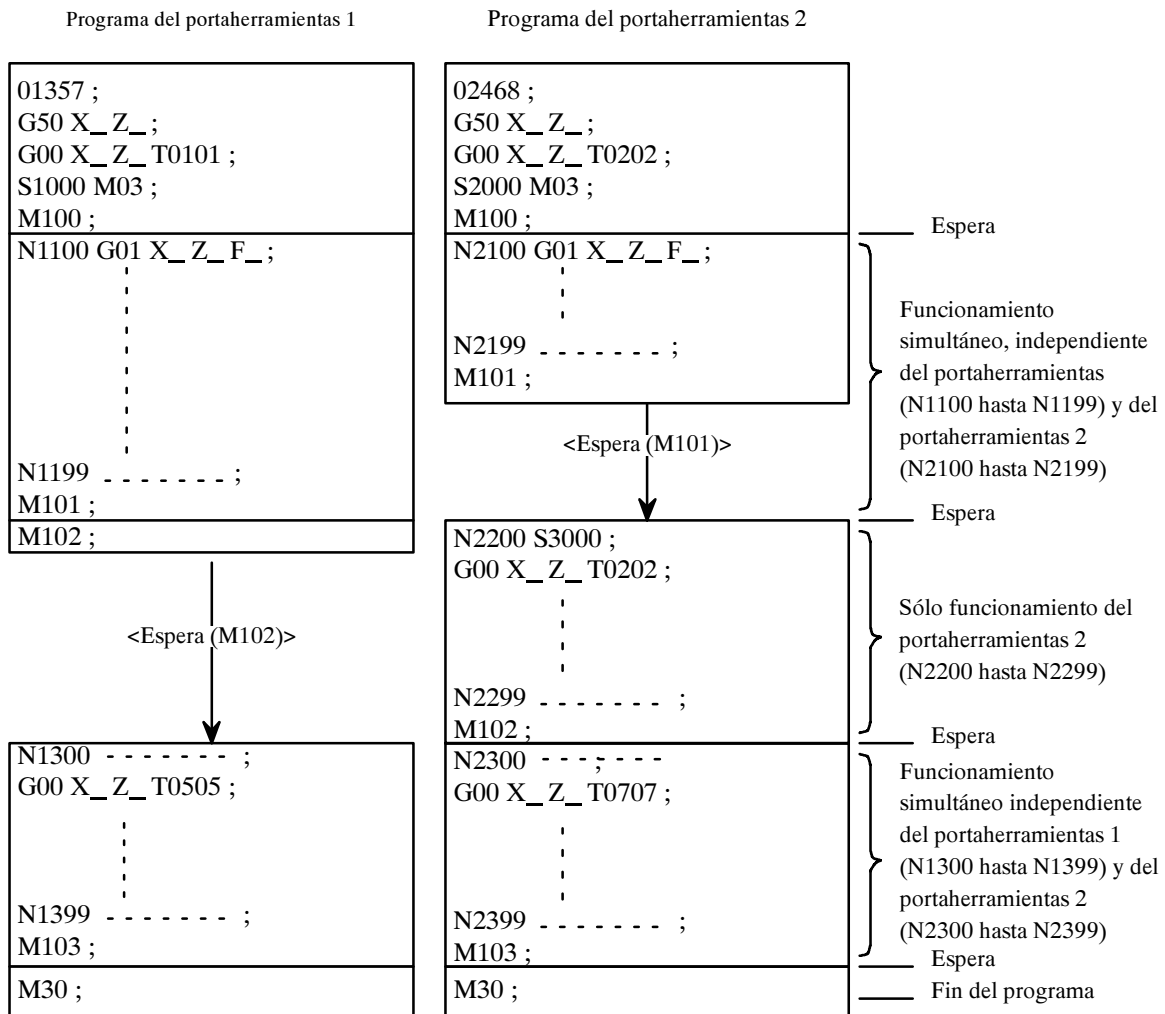 Programa del portaherramientas 1
01357 ;
G50 X_ Z_ ;
G00 X_ Z_ T0101 ;
S1000 M03 ;
M100 ;
N1100 G01 X_ Z_ F_ ;
N1199 _ _ _ _ _ _ _ ;
M101 ;
M102 ;
<Espera (M102)>
N1300 - - - - - - - ;
G00 X_ Z_ T0505 ;
N1399 - - - - - - - ;
M103 ;
M30 ;
Programa del portaherramientas 2
02468 ;
G50 X_ Z_ ;
G00 X_ Z_ T0202 ;
S2000 M03 ;
M100 ;
N2100 G01 X_ Z_ F_ ;
N2199 _ _ _ _ _ _ _ ;
M101 ;
<Espera (M101)>
N2200 S3000 ;
G00 X_ Z_ T0202 ;
N2299 - - - - - - - ;
M102 ;
N2300 - - - ; - - - -
G00 X_ Z_ T0707 ;
N2399 - - - - - - - ;
M103 ;
M30 ;
Espera
Funcionamiento
simultáneo, independiente
del portaherramientas
(N1100 hasta N1199) y del
portaherramientas 2
(N2100 hasta N2199)
Espera
Sólo funcionamiento del
portaherramientas 2
(N2200 hasta N2299)
Espera
Funcionamiento
simultáneo independiente
del portaherramientas 1
(N1300 hasta N1399) y del
portaherramientas 2
(N2300 hasta N2399)
Espera
Fin del programa